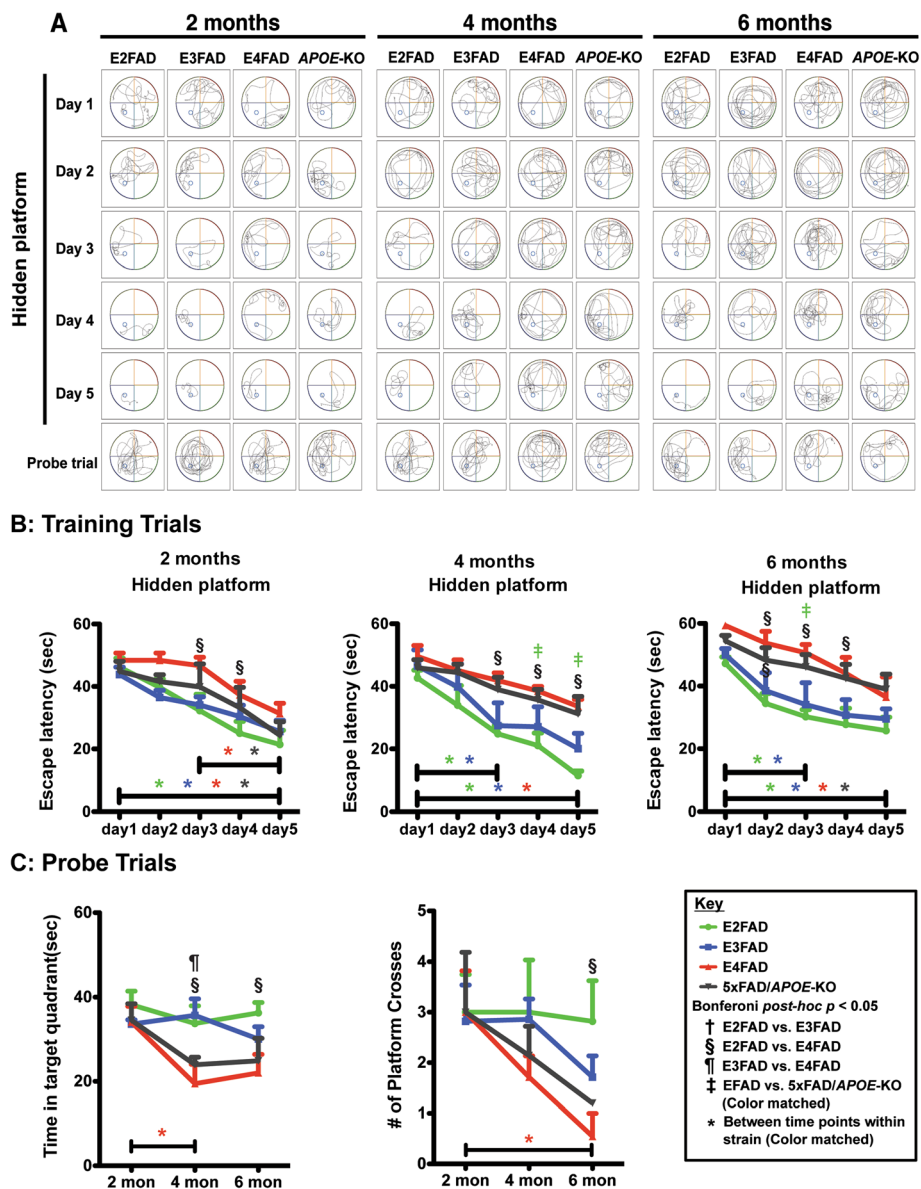 A
2 months
4 months
6 months
E2FAD E3FAD E4FAD APOE-KO E2FAD E3FAD E4FAD APOE-KO E2FAD E3FAD E4FAD APOE-KO
Hidden platform
Day 1
Day 2
Day 3
Day 4
Day 5
Probe trial
B: Training Trials
2 months
Hidden platform
Escape latency (sec)
60
40
20
0
§ §
* *
* * * *
day1 day2 day3 day4 day5
4 months
Hidden platform
Escape latency (sec)
60
40
20
0
‡ ‡
§ § §
* *
* * *
day1 day2 day3 day4 day5
6 months
Hidden platform
Escape latency (sec)
60
40
20
0
‡
§ § §
§
* *
* * * *
day1 day2 day3 day4 day5
C: Probe Trials
Time in target quadrant(sec)
60
40
20
0
¶
§ §
*
2 mon 4 mon 6 mon
# of Platform Crosses
5
4
3
2
1
0
§
*
2 mon 4 mon 6 mon
Key
E2FAD
E3FAD
E4FAD
5xFAD/APOE-KO
Bonferoni post-hoc p < 0.05
† E2FAD vs. E3FAD
§ E2FAD vs. E4FAD
¶ E3FAD vs. E4FAD
‡ EFAD vs. 5xFAD/APOE-KO
(Color matched)
* Between time points within
strain (Color matched)